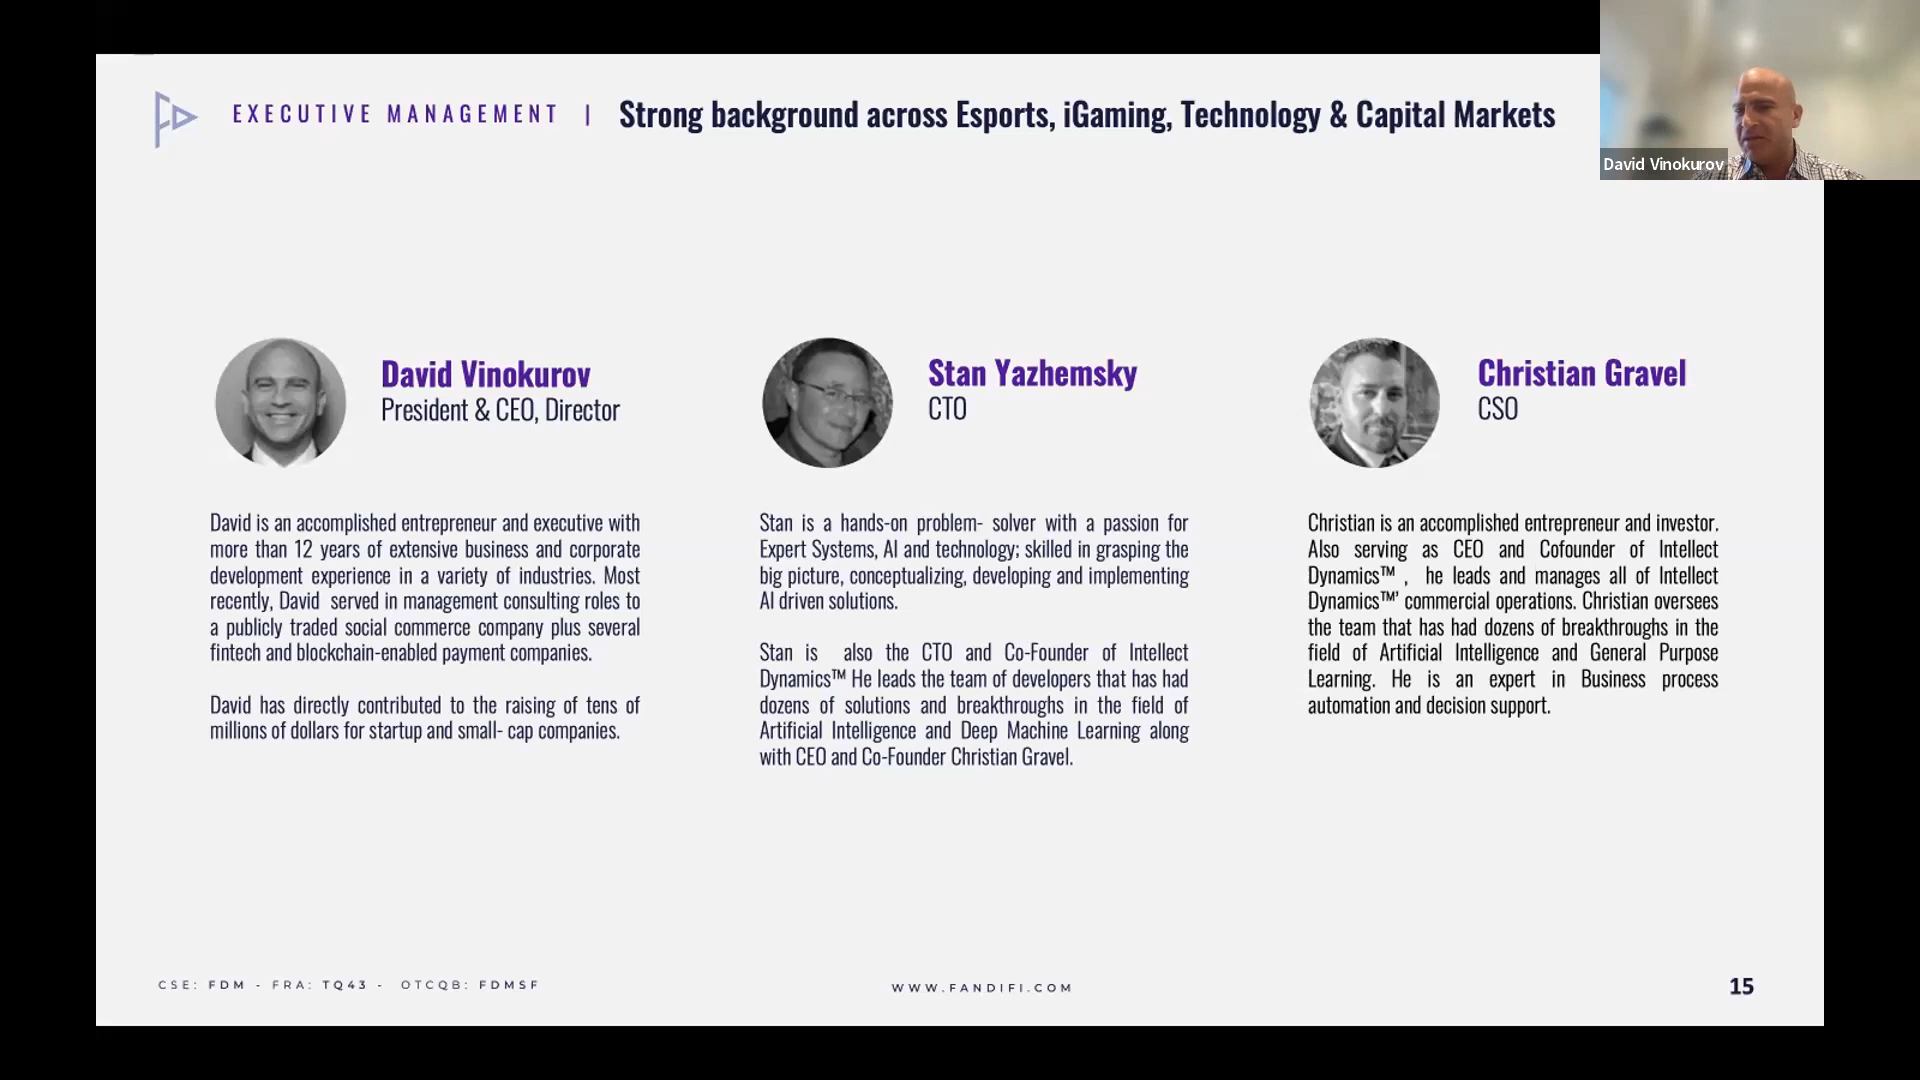 EXECUTIVE MANAGEMENT | Strong background across Esports, iGaming, Technology & Capital Markets
David Vinokurov
David Vinokurov
President & CEO, Director
David is an accomplished entrepreneur and executive with
more than 12 years of extensive business and corporate
development experience in a variety of industries. Most
recently, David served in management consulting roles to
a publicly traded social commerce company plus several
fintech and blockchain-enabled payment companies.
David has directly contributed to the raising of tens of
millions of dollars for startup and small- cap companies.
Stan Yazhemsky
CTO
Stan is a hands-on problem- solver with a passion for
Expert Systems, AI and technology; skilled in grasping the
big picture, conceptualizing, developing and implementing
AI driven solutions.
Stan is also the CTO and Co-Founder of Intellect
Dynamics™ He leads the team of developers that has had
dozens of solutions and breakthroughs in the field of
Artificial Intelligence and Deep Machine Learning along
with CEO and Co-Founder Christian Gravel.
Christian Gravel
CSO
Christian is an accomplished entrepreneur and investor.
Also serving as CEO and Cofounder of Intellect
Dynamics™ , he leads and manages all of Intellect
Dynamics™' commercial operations. Christian oversees
the team that has had dozens of breakthroughs in the
field of Artificial Intelligence and General Purpose
Learning. He is an expert in Business process
automation and decision support.
CSE: FDM - FRA: TQ43 - OTCQB: FDMSF
WWW.FANDIFI.COM
15